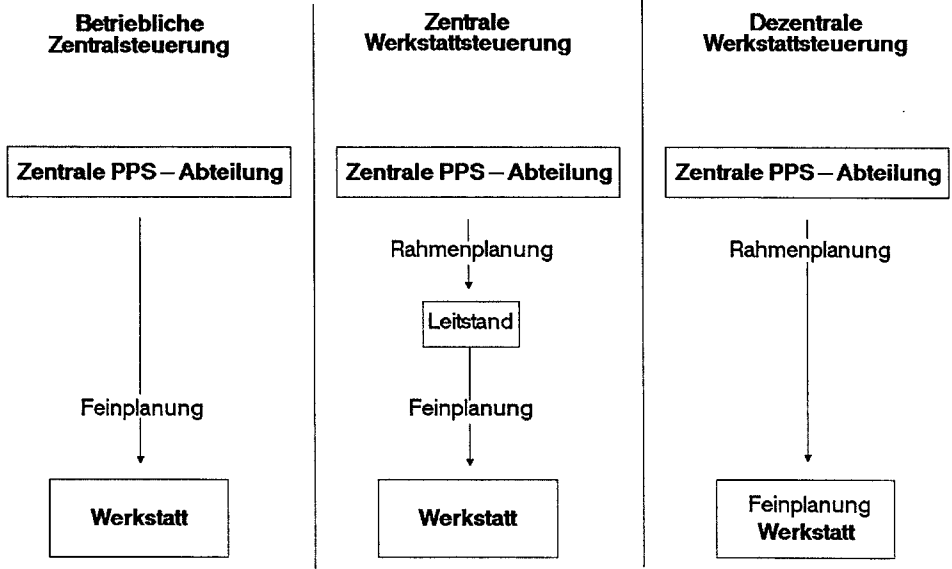 Betriebliche
Zentralsteuerung
Zentrale PPS – Abteilung
Feinplanung
Werkstatt
Zentrale
Werkstattsteuerung
Zentrale PPS – Abteilung
Rahmenplanung
Leitstand
Feinplanung
Werkstatt
Dezentrale
Werkstattsteuerung
Zentrale PPS – Abteilung
Rahmenplanung
Feinplanung
Werkstatt